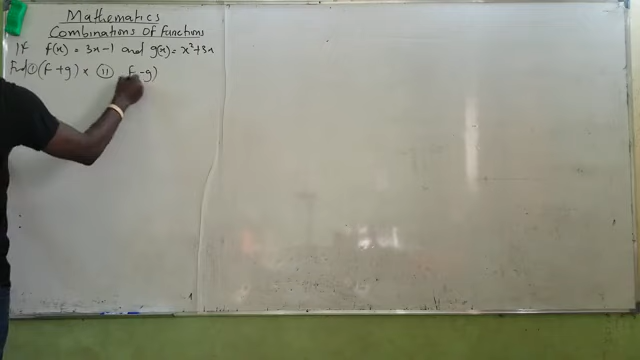 Mathematics
Combinations Of Functions
If f(x) = 3x-1 and g(x) = x²+3x
Find (i) (f+g)x (ii) f-g)